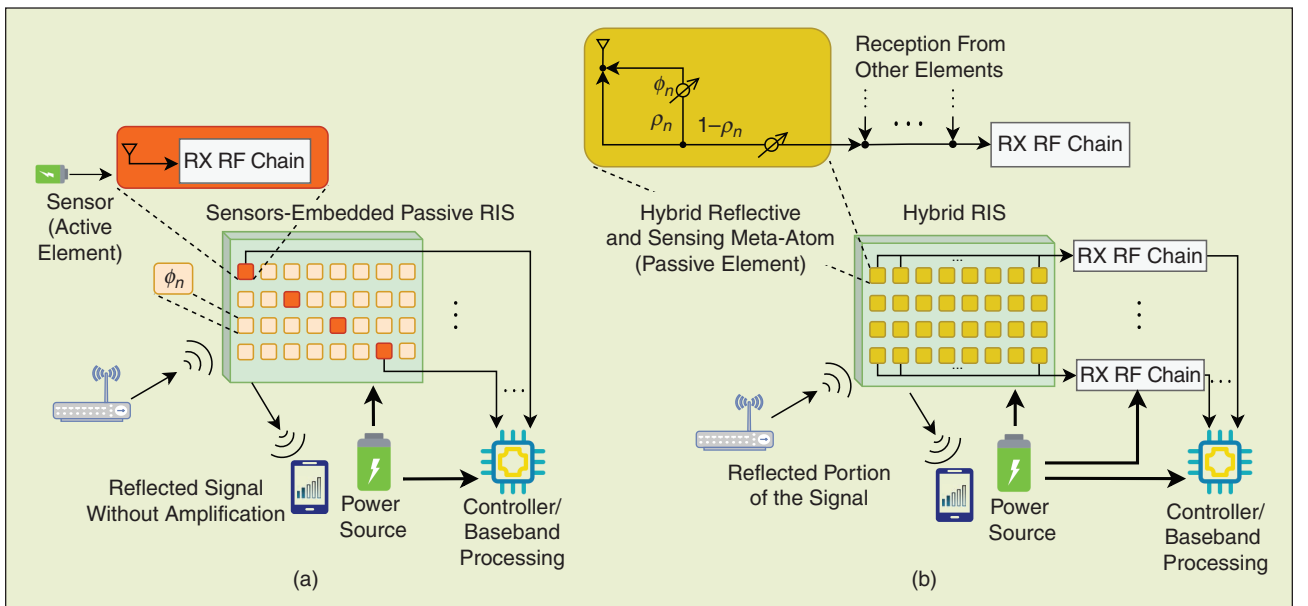 RX RF Chain
Sensor
(Active
Element)
Sensors-Embedded Passive RIS
ϕn
...
Reflected Signal
Without Amplification
Power
Source
Controller/
Baseband
Processing
(a)
ϕn
ρn
1–ρn
Reception From
Other Elements
...
RX RF Chain
Hybrid Reflective
and Sensing Meta-Atom
(Passive Element)
Hybrid RIS
...
RX RF Chain
...
RX RF Chain
...
Reflected Portion
of the Signal
Power
Source
Controller/
Baseband
Processing
(b)